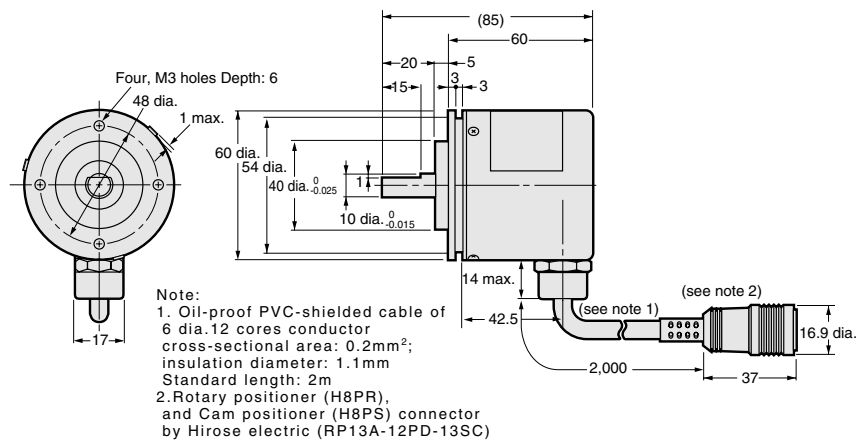 (85)
60
20
5
15
3
3
Four, M3 holes Depth: 6
48 dia.
1 max.
60 dia.
54 dia.
40 dia. 0 -0.025
1
10 dia. 0 -0.015
17
14 max.
42.5
(see note 1)
(see note 2)
16.9 dia.
2,000
37
Note:
1. Oil-proof PVC-shielded cable of
6 dia.12 cores conductor
cross-sectional area: 0.2mm²;
insulation diameter: 1.1mm
Standard length: 2m
2.Rotary positioner (H8PR),
and Cam positioner (H8PS) connector
by Hirose electric (RP13A-12PD-13SC)